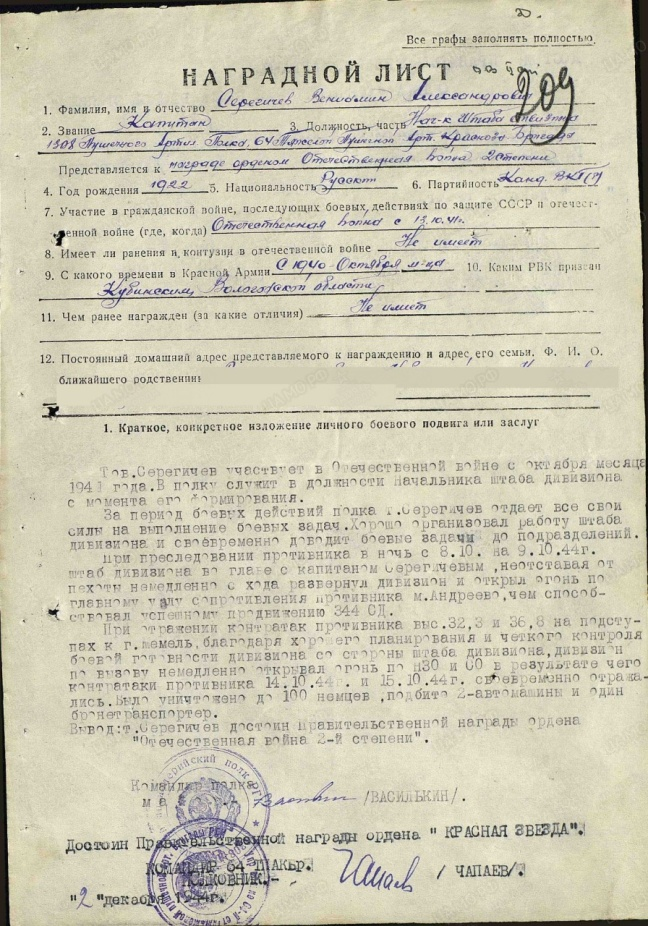 Все графы заполнять полностью.
НАГРАДНОЙ ЛИСТ
209
1. Фамилия, имя и отчество Серегичев Вениамин Александрович
2. Звание Капитан 3. Должность, часть Нач-к Штаба дивизиона
1308 Пушечного Артил. Полка, 64 Пушечной Арт. Бригады
Представляется к награде орденом Отечественная война 2 степени
4. Год рождения 1922 5. Национальность Русский 6. Партийность Канд. ВКП(б)
7. Участие в гражданской войне, последующих боевых действиях по защите СССР и отечест-
венной войне (где, когда) Отечественная война с 13.10.41г.
8. Имеет ли ранения и контузии в отечественной войне Не имеет
9. С какого времени в Красной Армии С 1940 Октября м-ца 10. Каким РВК призван
Кубинским, Вологодской области
11. Чем ранее награжден (за какие отличия) Не имеет
12. Постоянный домашний адрес представляемого к награждению и адрес его семьи. Ф. И. О.
ближайшего родственник
1. Краткое, конкретное изложение личного боевого подвига или заслуг
Тов.Серегичев участвует в Отечественной войне с октября месяца
1941 года.В полку служит в должности Начальника штаба дивизиона
с момента его формирования.
За период боевых действий полка т.Серегичев отдает все свои
силы на выполнение боевых задач.Хорошо организовал работу штаба
дивизиона и своевременно доводит боевые задачи до подразделений.
При преследовании противника в ночь с 8.10. на 9.10.44г.
штаб дивизиона во главе с капитаном Серегичевым,неотставая от
пехоты немедленно с хода развернул дивизион и открыл огонь по
главному узлу сопротивления противника м.Андреево,чем способ-
ствовал успешному продвижению 344 СД.
При отражении контратак противника выс.32,3 и 36,8 на подсту-
пах к г.Мемель,благодаря хорошего планирования и четкого контроля
боевой готовности дивизиона со стороны штаба дивизиона,дивизион
по вызову немедленно открывал огонь по НЗО и СО в результате чего
контратаки противника 14.10.44г. и 15.10.44г. своевременно отража-
лись.Было уничтожено до 100 немцев,подбито 2-автомашины и один
бронетранспортер.
Вывод:т.Серегичев достоин Правительственной награды ордена
"Отечественная война 2-й степени".
Командир полка
/ВАСИЛЬКИН/.
Достоин Правительственной награды ордена " КРАСНАЯ ЗВЕЗДА".
КОМАНДИР 64 ТПАКБР.
ПОЛКОВНИК.-
Чапаев / ЧАПАЕВ/.
"2"декабря 1944г.